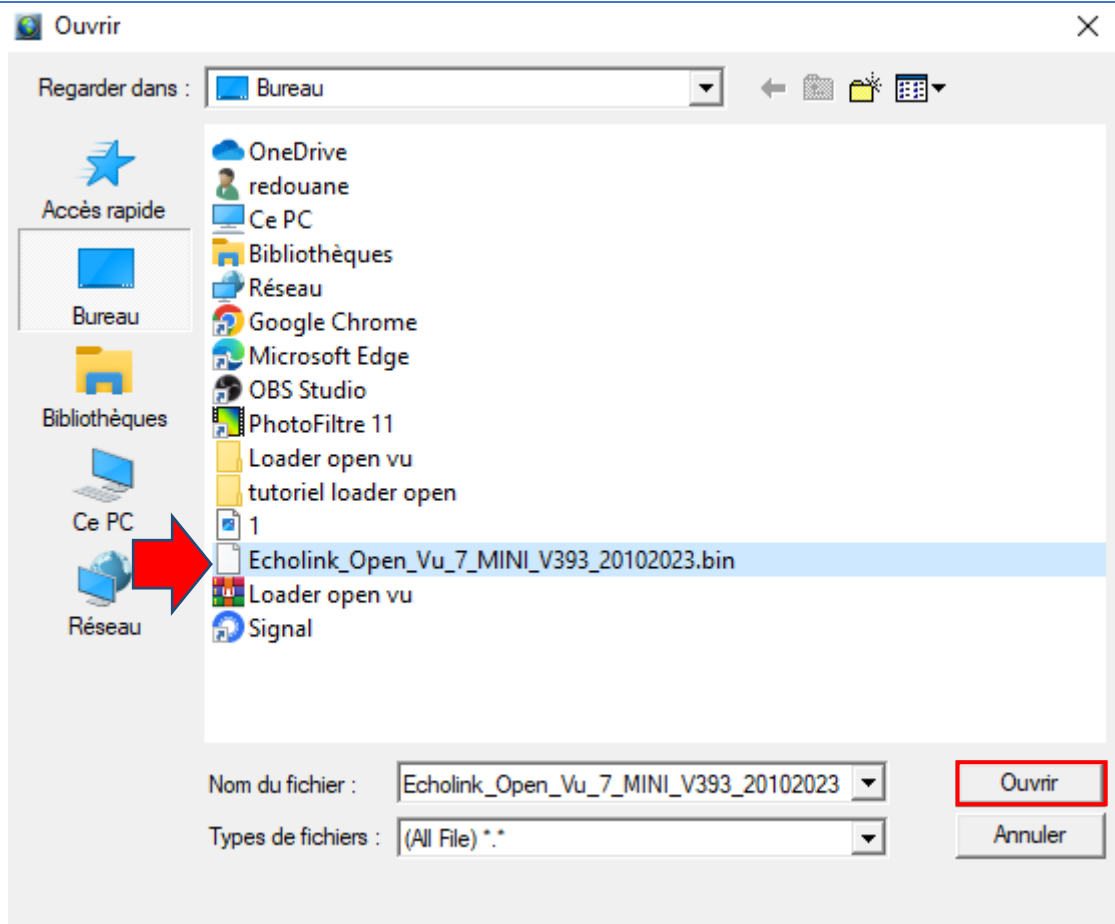 Ouvrir
Regarder dans :
Bureau
Accès rapide
Bureau
Bibliothèques
Ce PC
Réseau
OneDrive
redouane
Ce PC
Bibliothèques
Réseau
Google Chrome
Microsoft Edge
OBS Studio
PhotoFiltre 11
Loader open vu
tutoriel loader open
1
Echolink_Open_Vu_7_MINI_V393_20102023.bin
Loader open vu
Signal
Nom du fichier :
Echolink_Open_Vu_7_MINI_V393_20102023
Ouvrir
Types de fichiers :
(All File) *.*
Annuler